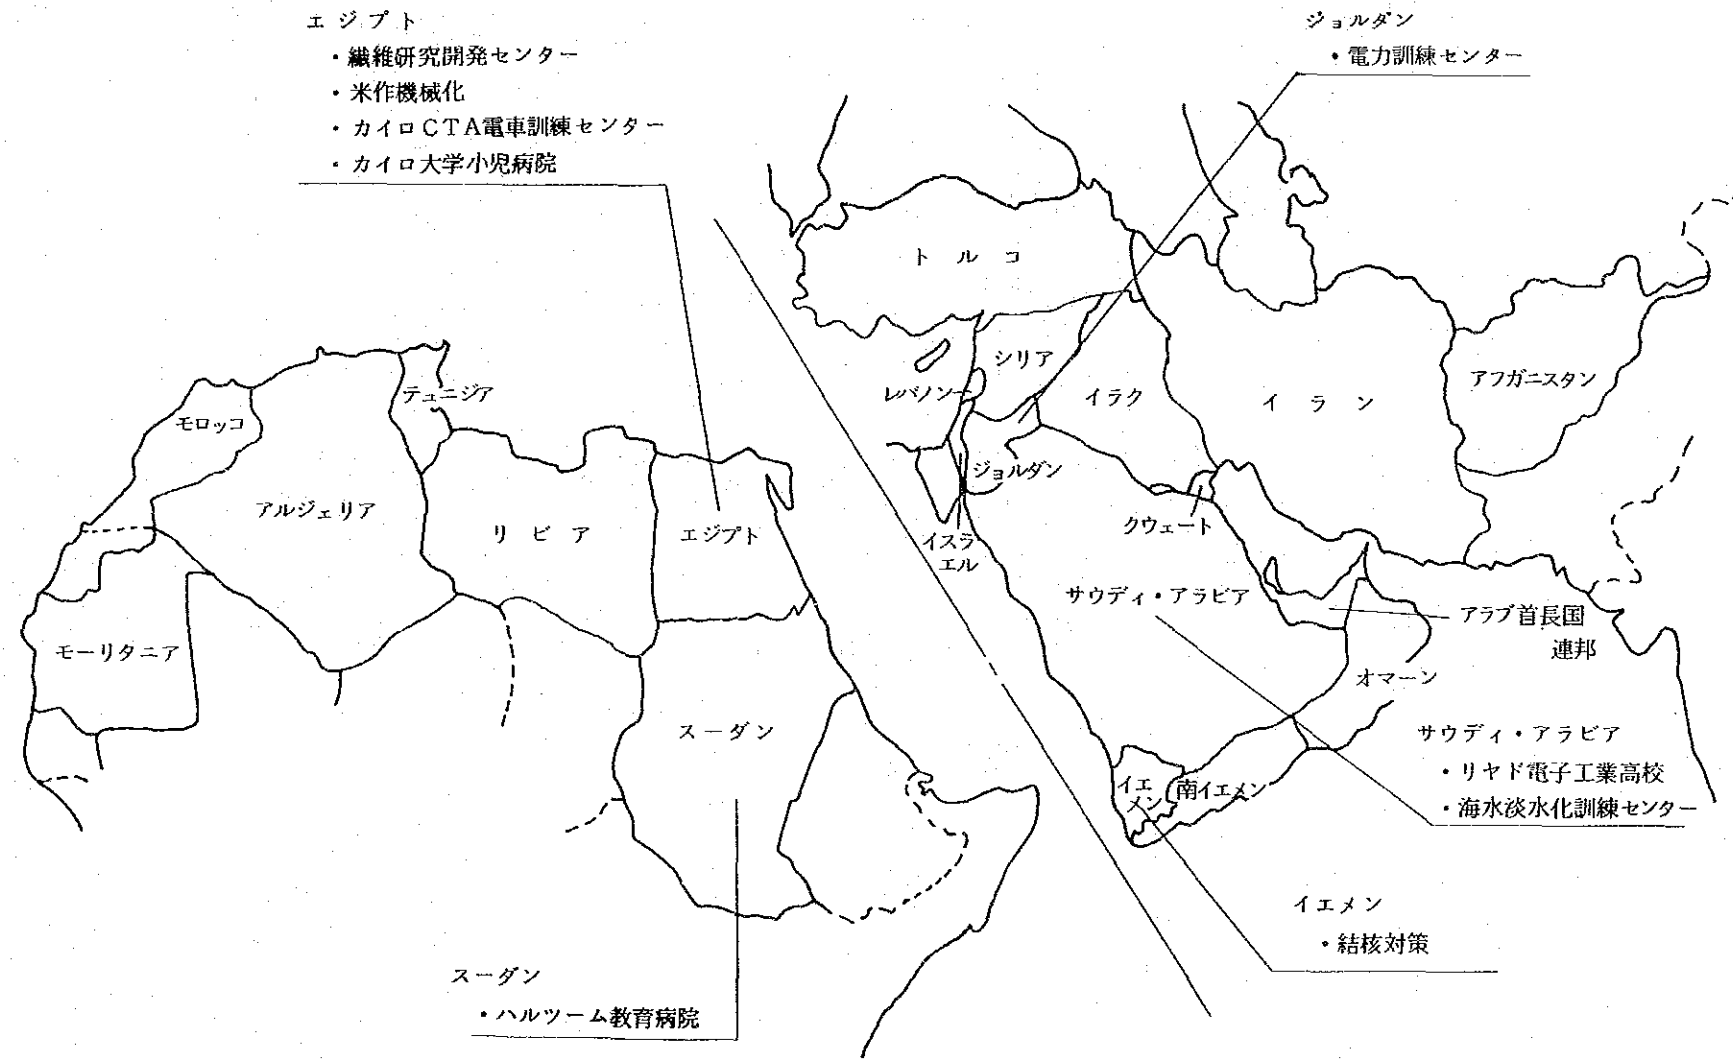 エジプト
・繊維研究開発センター
・米作機械化
・カイロCTA電車訓練センター
・カイロ大学小児病院
ジョルダン
・電力訓練センター
トルコ
シリア
レバノン
イラク
イラン
アフガニスタン
テュニジア
モロッコ
アルジェリア
リビア
エジプト
ジョルダン
イスラ
エル
クウェート
サウディ・アラビア
アラブ首長国
連邦
モーリタニア
オマーン
スーダン
イエ
メン
南イエメン
サウディ・アラビア
・リヤド電子工業高校
・海水淡水化訓練センター
イエメン
・結核対策
スーダン
・ハルツーム教育病院